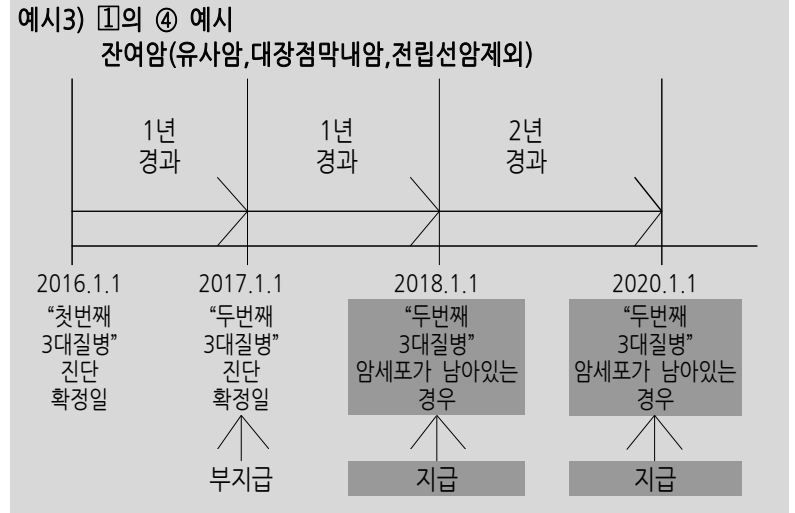 예시3) 1의 ④ 예시
잔여암(유사암,대장점막내암,전립선암제외)
1년
경과
1년
경과
2년
경과
2016.1.1
“첫번째
3대질병”
진단
확정일
2017.1.1
“두번째
3대질병”
진단
확정일
2018.1.1
“두번째
3대질병”
암세포가 남아있는
경우
2020.1.1
“두번째
3대질병”
암세포가 남아있는
경우
부지급
지급
지급